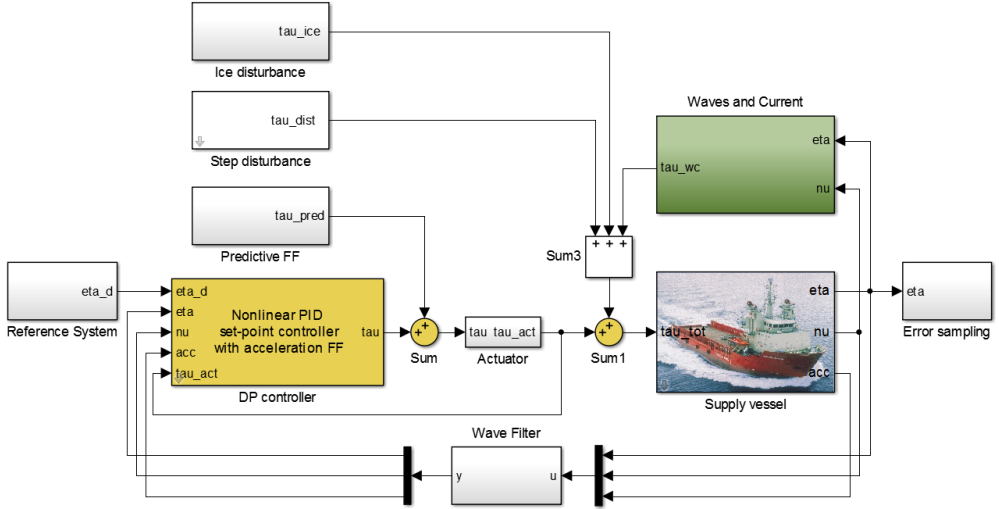 tau_ice
Ice disturbance
tau_dist
Step disturbance
Waves and Current
eta
tau_wc
nu
tau_pred
Predictive FF
+ + +
Sum3
eta_d
Reference System
eta_d
eta
nu
acc
tau_act
Nonlinear PID
set-point controller
with acceleration FF
tau
DP controller
++
Sum
tau tau_act
Actuator
++
Sum1
tau_tot
eta
nu
acc
Supply vessel
eta
Error sampling
Wave Filter
y
u